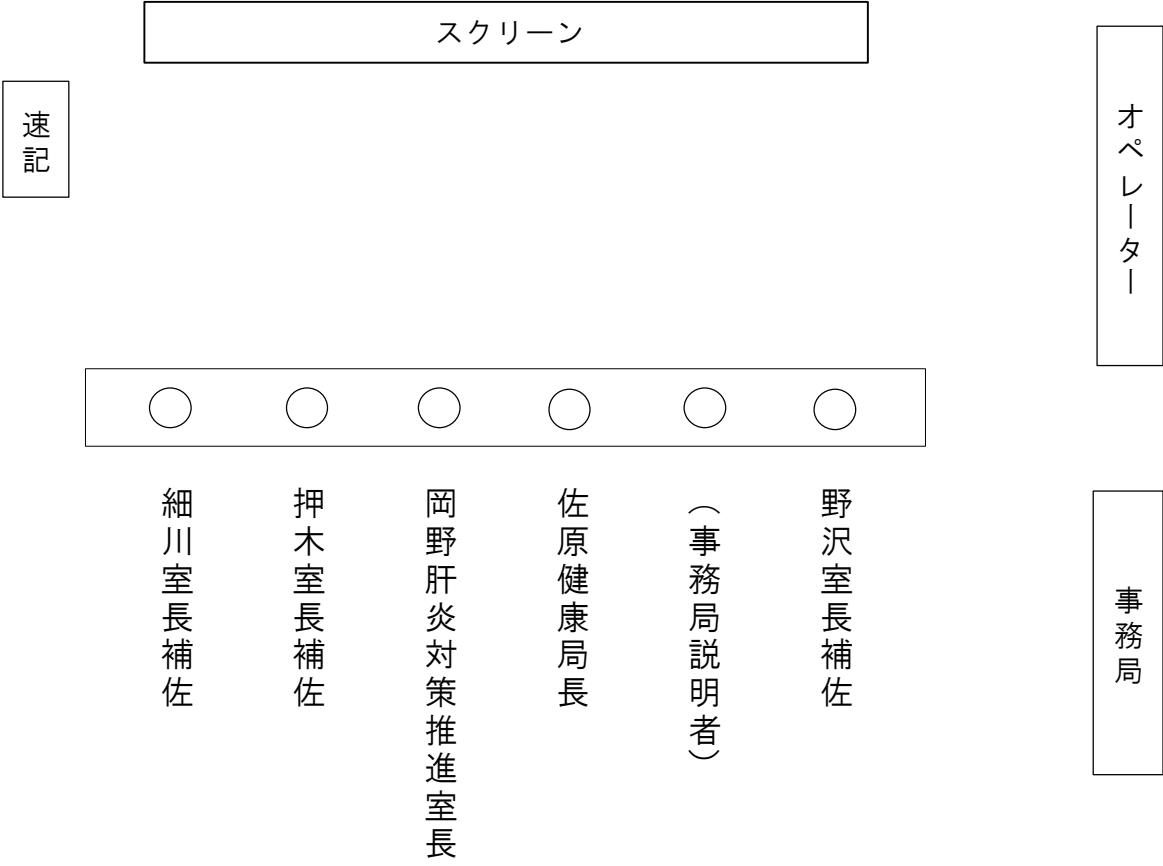 スクリーン
速記
オペレーター
細川室長補佐
押木室長補佐
岡野肝炎対策推進室長
佐原健康局長
(事務局説明者)
野沢室長補佐
事務局